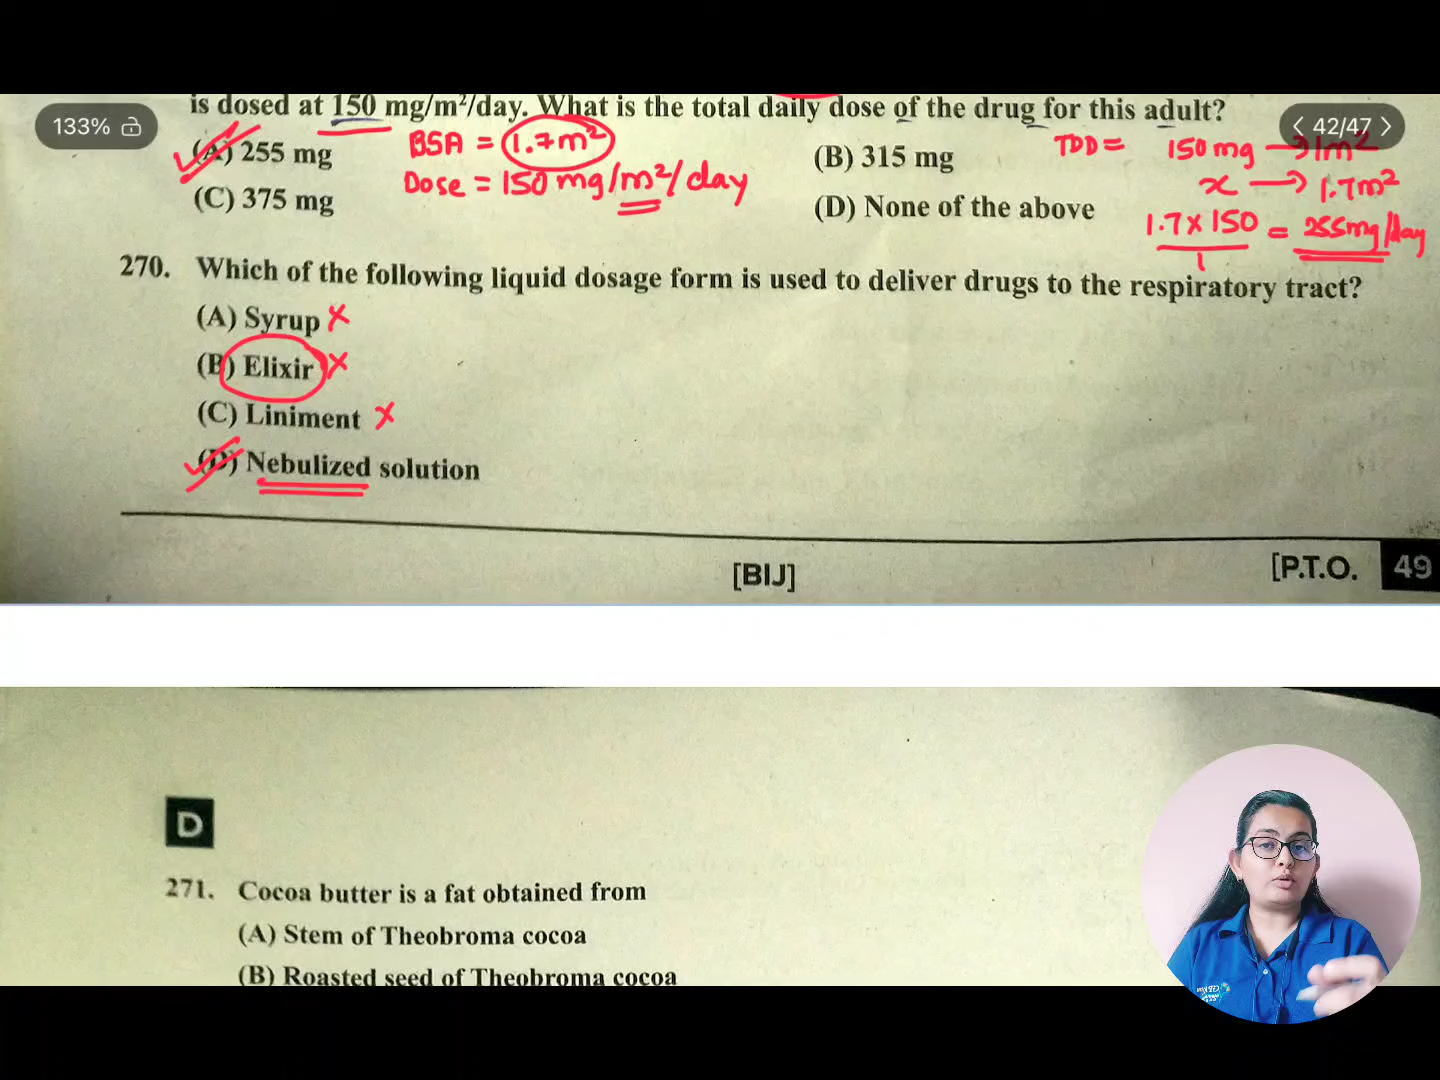 is dosed at 150 mg/m²/day. What is the total daily dose of the drug for this adult?
133%
< 42/47 >
(A) 255 mg
BSA = 1.7m²
(B) 315 mg
TDD = 150 mg → 1m²
Dose = 150 mg/m²/day
x → 1.7m²
(C) 375 mg
(D) None of the above
1.7 x 150 = 255mg/day
1
270. Which of the following liquid dosage form is used to deliver drugs to the respiratory tract?
(A) Syrup x
(B) Elixir x
(C) Liniment x
(D) Nebulized solution
[BIJ]
[P.T.O. 49
D
271. Cocoa butter is a fat obtained from
(A) Stem of Theobroma cocoa
(B) Roasted seed of Theobroma cocoa